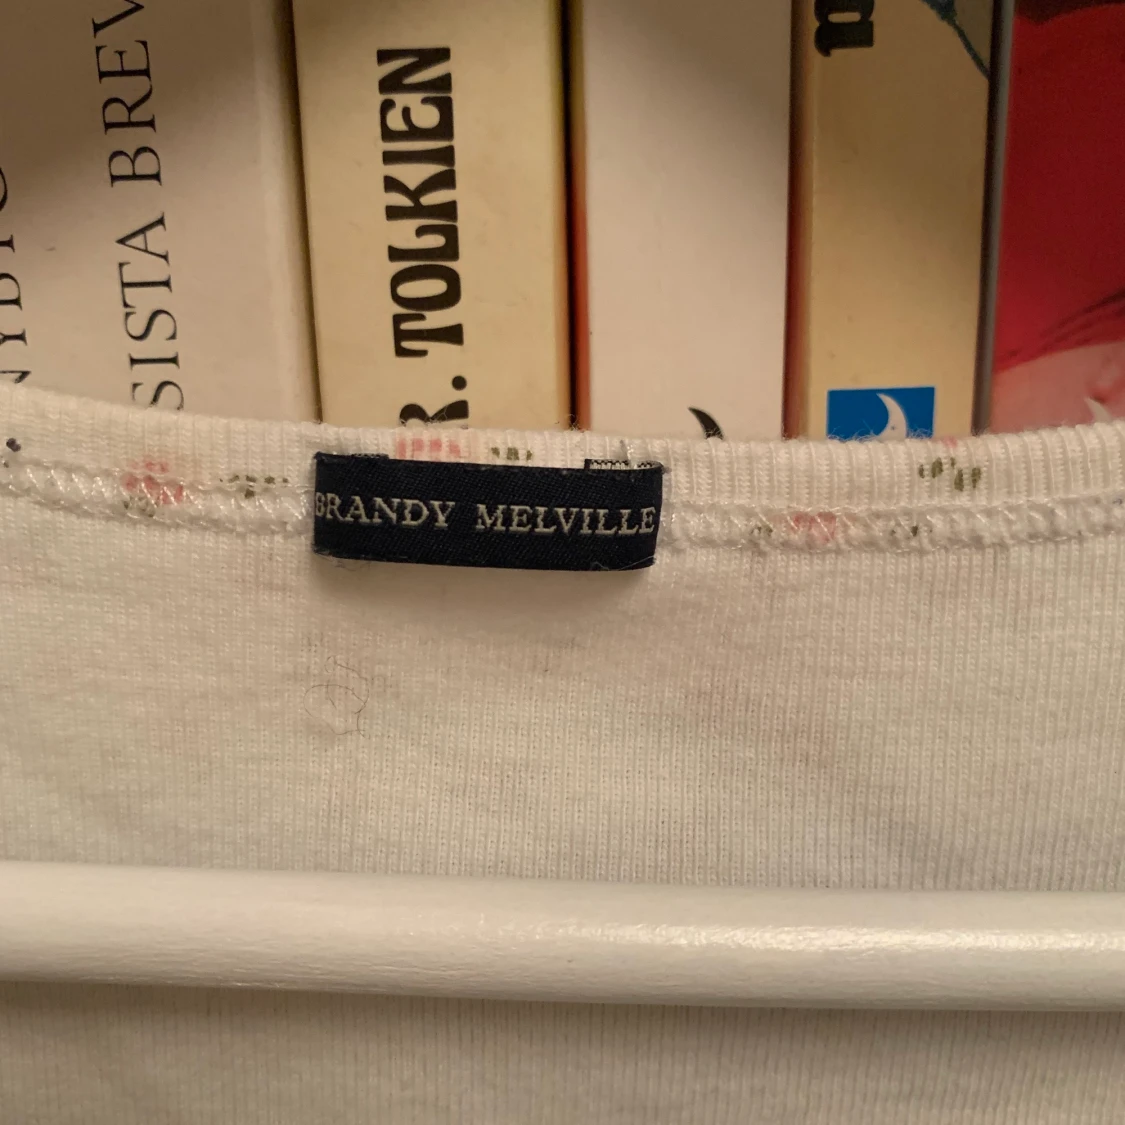 SISTA BREV
R. TOLKIEN
BRANDY MELVILLE